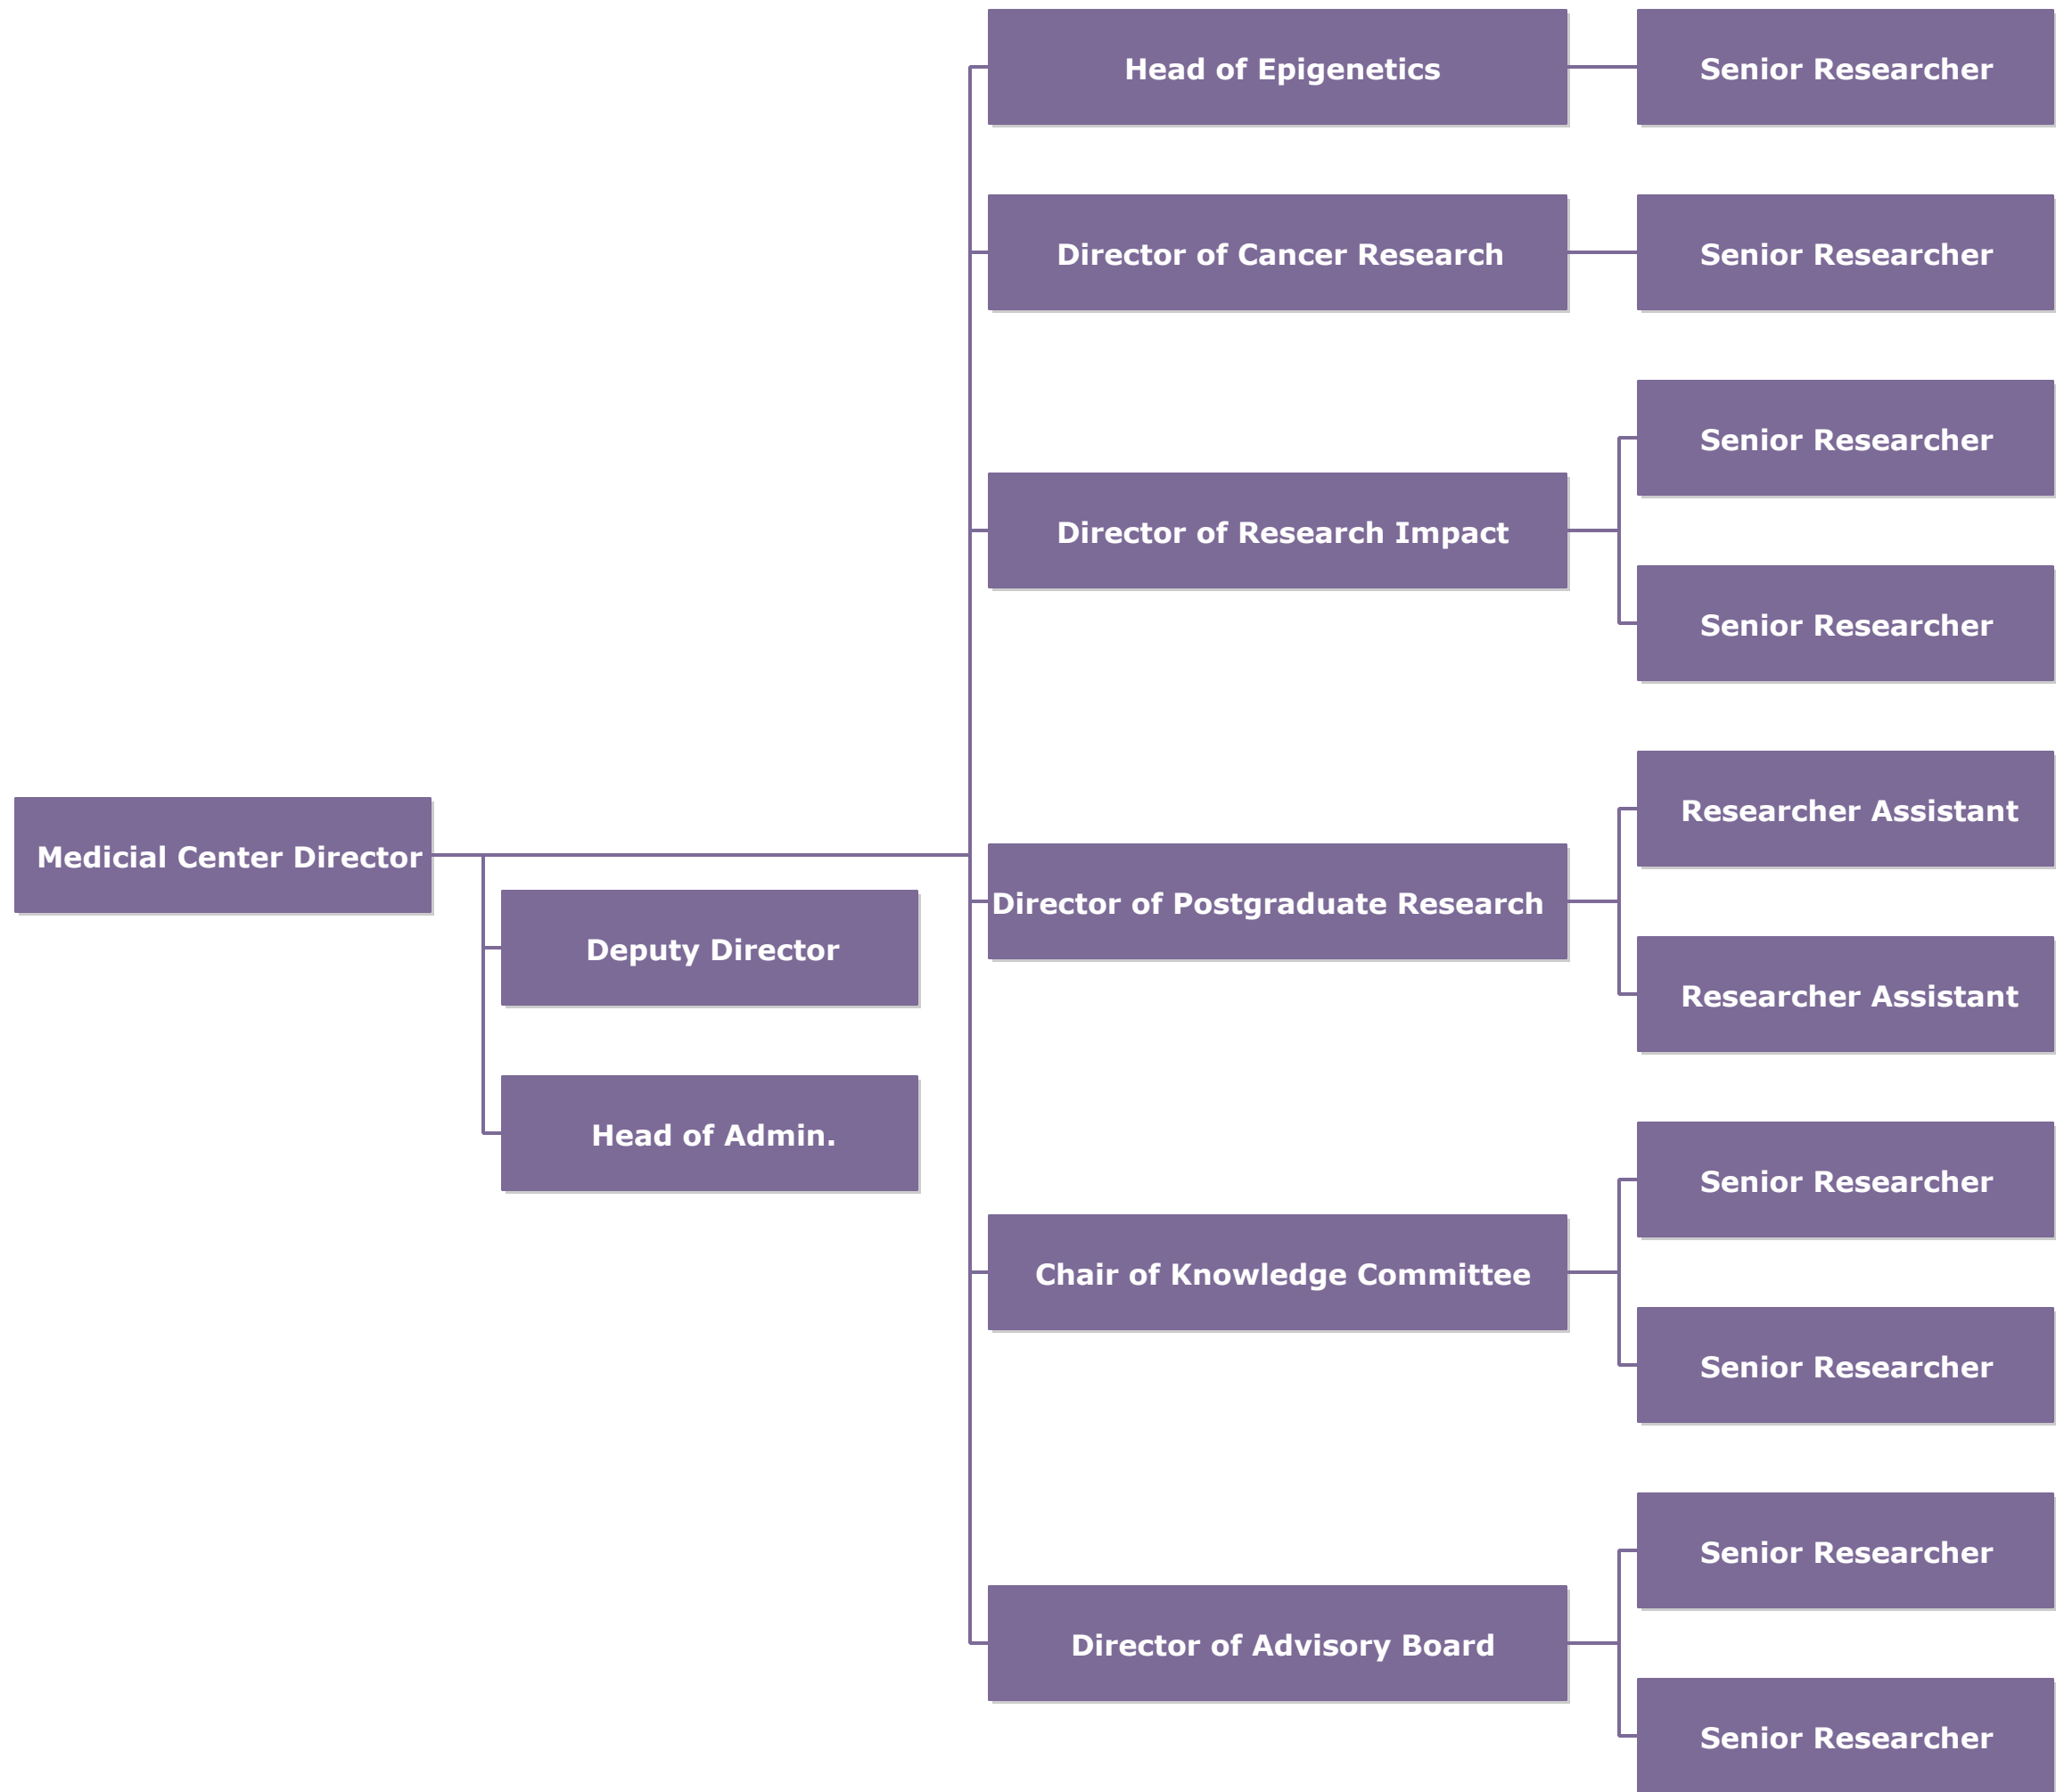 Medicial Center Director
Deputy Director
Head of Admin.
Head of Epigenetics
Senior Researcher
Director of Cancer Research
Senior Researcher
Director of Research Impact
Senior Researcher
Senior Researcher
Director of Postgraduate Research
Researcher Assistant
Researcher Assistant
Chair of Knowledge Committee
Senior Researcher
Senior Researcher
Director of Advisory Board
Senior Researcher
Senior Researcher